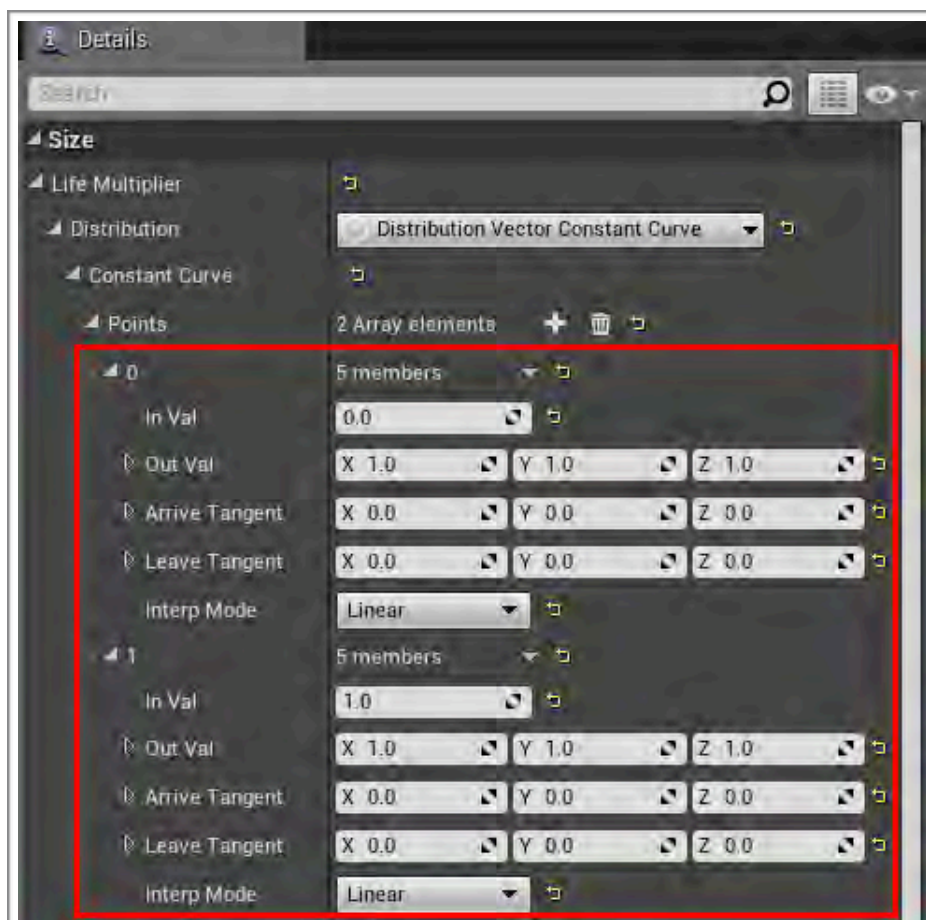 Details
Search
Size
Life Multiplier
Distribution Distribution Vector Constant Curve
Constant Curve
Points 2 Array elements
0 5 members
In Val 0.0
Out Val X 1.0 Y 1.0 Z 1.0
Arrive Tangent X 0.0 Y 0.0 Z 0.0
Leave Tangent X 0.0 Y 0.0 Z 0.0
Interp Mode Linear
1 5 members
In Val 1.0
Out Val X 1.0 Y 1.0 Z 1.0
Arrive Tangent X 0.0 Y 0.0 Z 0.0
Leave Tangent X 0.0 Y 0.0 Z 0.0
Interp Mode Linear